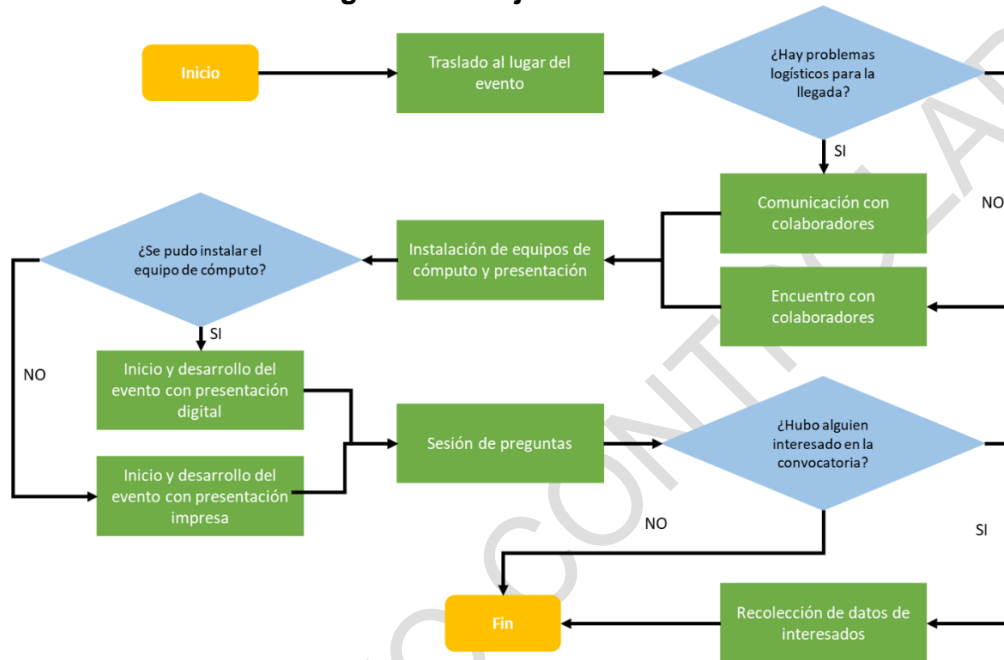 Inicio
Traslado al lugar del
evento
¿Hay problemas
logísticos para la
llegada?
SI
NO
Comunicación con
colaboradores
Encuentro con
colaboradores
Instalación de equipos de
cómputo y presentación
¿Se pudo instalar el
equipo de cómputo?
SI
NO
Inicio y desarrollo del
evento con presentación
digital
Inicio y desarrollo del
evento con presentación
impresa
Sesión de preguntas
¿Hubo alguien
interesado en la
convocatoria?
NO
SI
Recolección de datos de
interesados
Fin